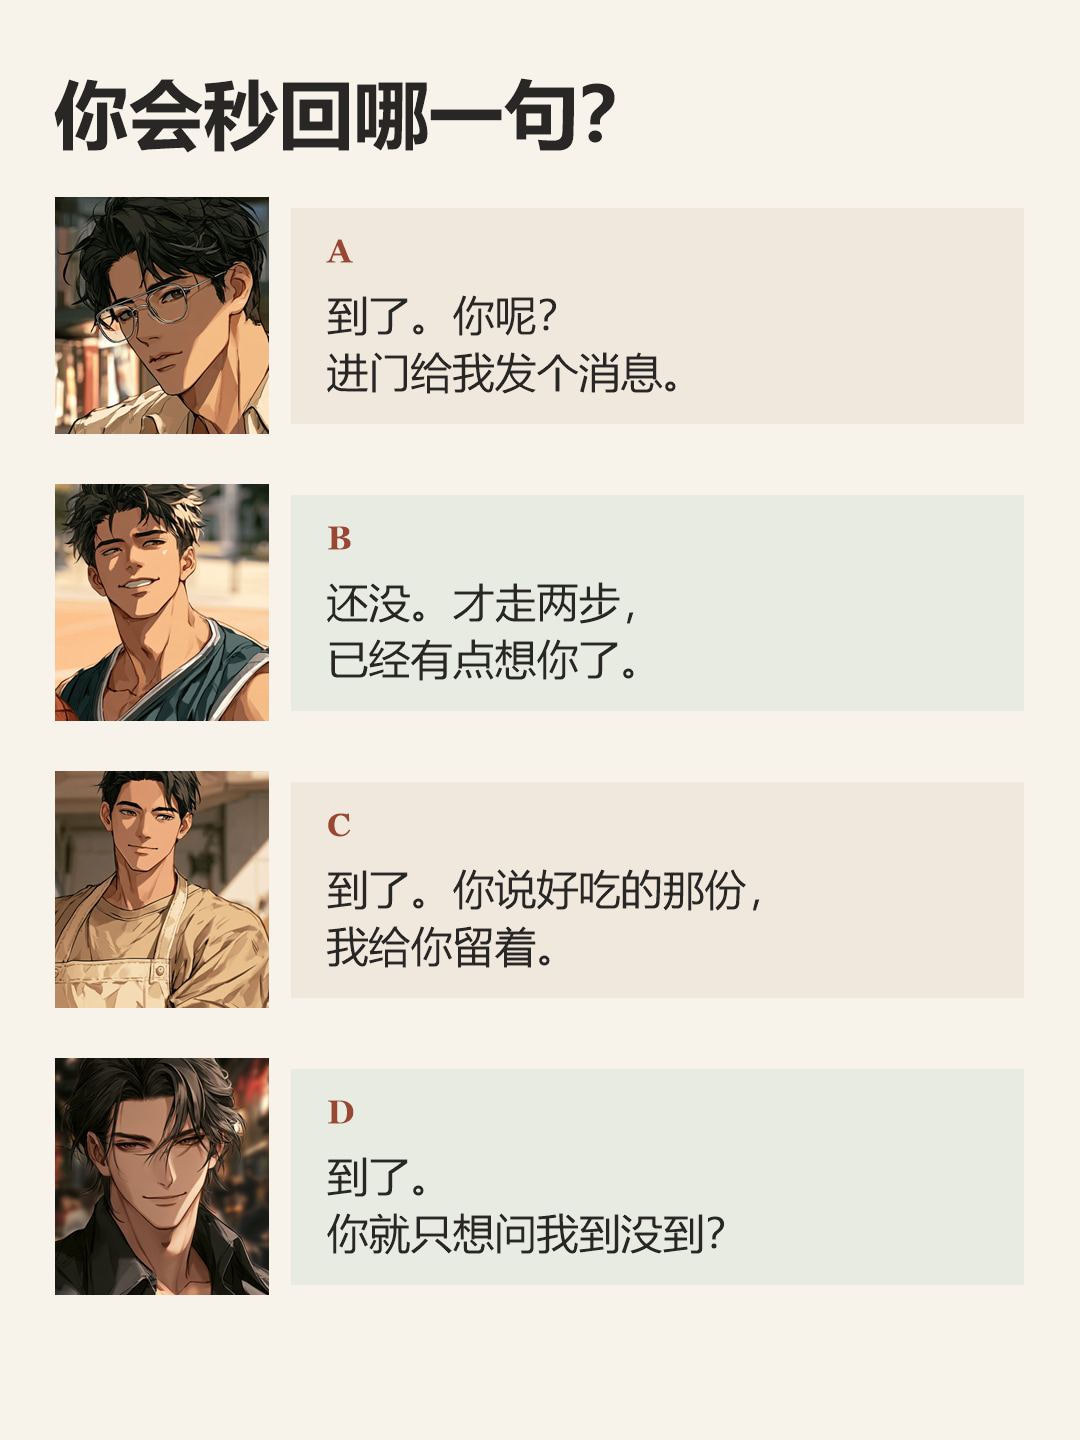 你会秒回哪一句？
A
到了。你呢？
进门给我发个消息。
B
还没。才走两步，
已经有点想你了。
C
到了。你说好吃的那份，
我给你留着。
D
到了。
你就只想问我到没到？